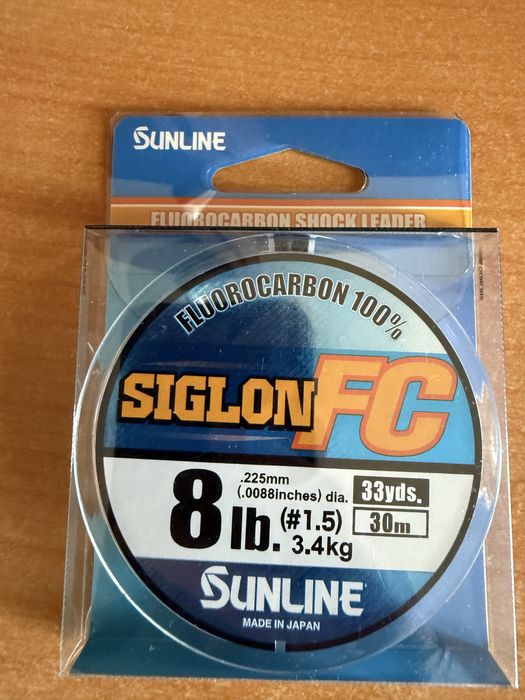 SUNLINE
FLUOROCARBON SHOCK LEADER
FLUOROCARBON 100%
SIGLON FC
.225mm
(.0088inches) dia.
33yds.
8 lb. (#1.5)
3.4kg
30m
SUNLINE
MADE IN JAPAN